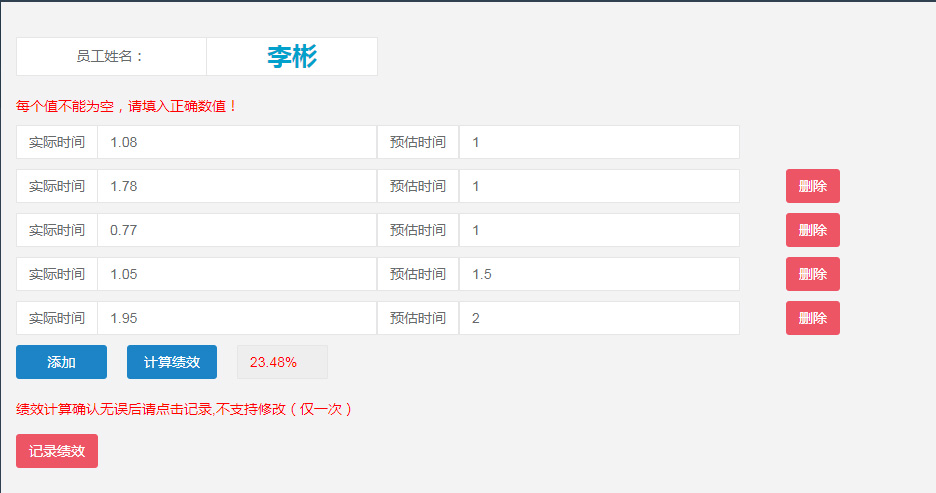 员工姓名： 李彬
每个值不能为空，请填入正确数值！
实际时间 1.08 预估时间 1
实际时间 1.78 预估时间 1 删除
实际时间 0.77 预估时间 1 删除
实际时间 1.05 预估时间 1.5 删除
实际时间 1.95 预估时间 2 删除
添加 计算绩效 23.48%
绩效计算确认无误后请点击记录,不支持修改（仅一次）
记录绩效